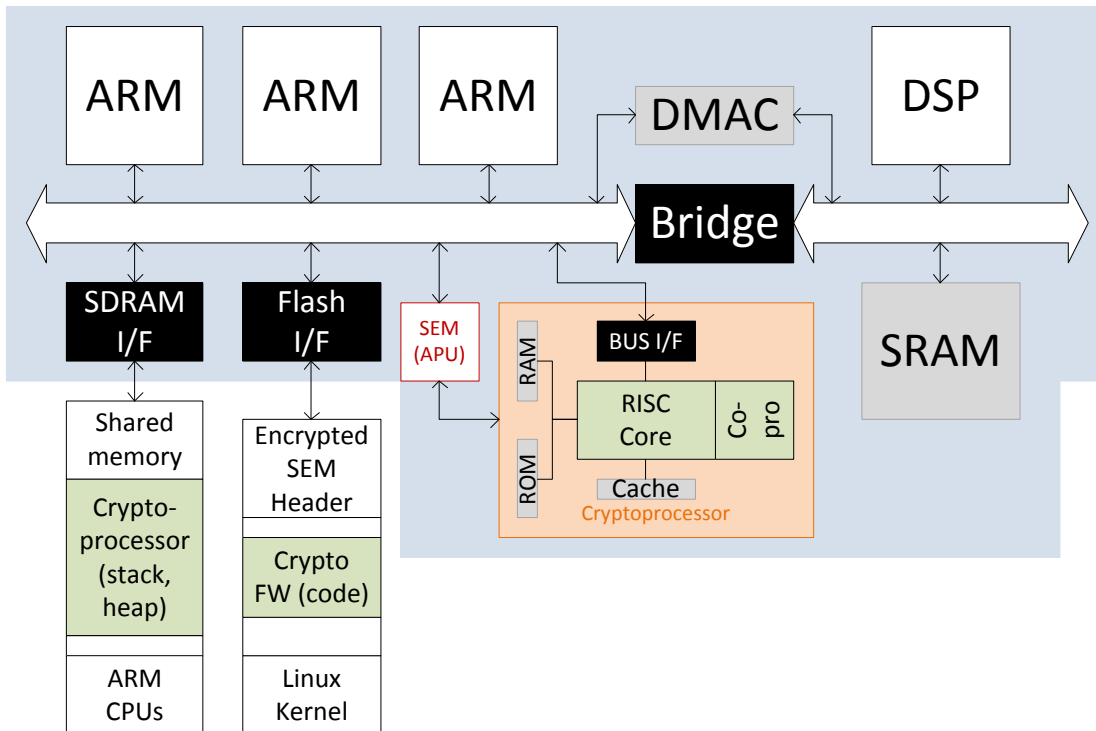 ARM
ARM
ARM
DMAC
DSP
Bridge
SDRAM
I/F
Flash
I/F
SEM
(APU)
BUS I/F
RAM
ROM
RISC
Core
Co-
pro
Cache
Cryptoprocessor
SRAM
Shared
memory
Crypto-
processor
(stack,
heap)
ARM
CPUs
Encrypted
SEM
Header
Crypto
FW (code)
Linux
Kernel